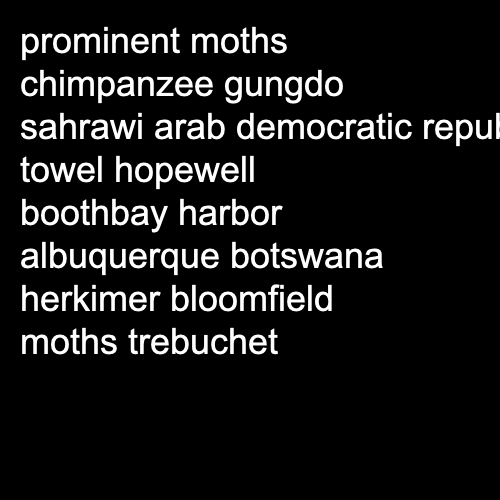 prominent moths
chimpanzee gungdo
sahrawi arab democratic
towel hopewell
boothbay harbor
albuquerque botswana
herkimer bloomfield
moths trebuchet